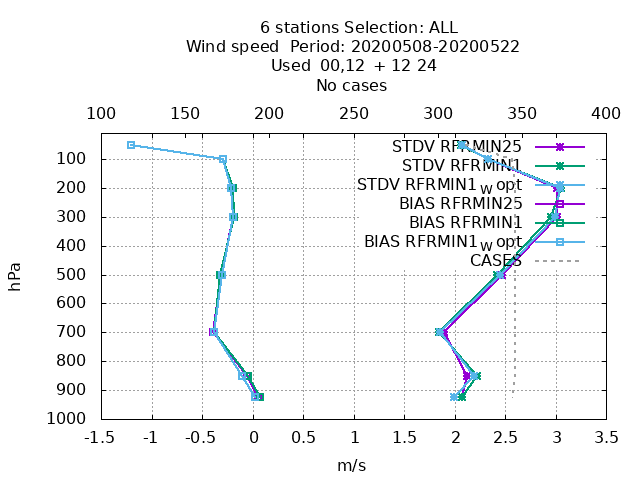 6 stations Selection: ALL
Wind speed  Period: 20200508-20200522
Used  00,12  + 12 24
No cases
100 150 200 250 300 350 400
STDV RFRMIN25
STDV RFRMIN1
STDV RFRMIN1_w opt
BIAS RFRMIN25
BIAS RFRMIN1
BIAS RFRMIN1_w opt
CASES
100
200
300
400
500
600
700
800
900
1000
hPa
-1.5 -1 -0.5 0 0.5 1 1.5 2 2.5 3 3.5
m/s